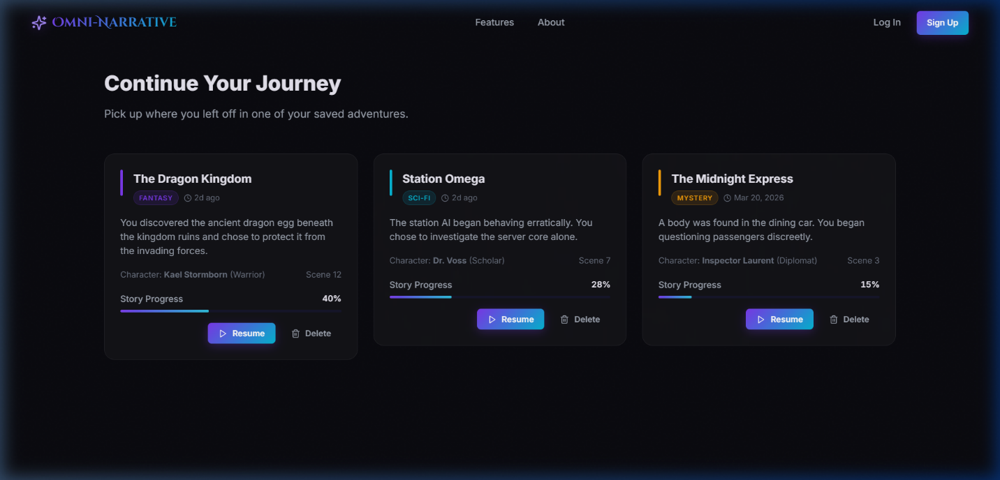 Omni-Narrative
Features
About
Log In
Sign Up
Continue Your Journey
Pick up where you left off in one of your saved adventures.
The Dragon Kingdom
FANTASY
2d ago
You discovered the ancient dragon egg beneath
the kingdom ruins and chose to protect it from
the invading forces.
Character: Kael Stormborn (Warrior)
Scene 12
Story Progress
40%
Resume
Delete
Station Omega
SCI-FI
2d ago
The station AI began behaving erratically. You
chose to investigate the server core alone.
Character: Dr. Voss (Scholar)
Scene 7
Story Progress
28%
Resume
Delete
The Midnight Express
MYSTERY
Mar 20, 2026
A body was found in the dining car. You began
questioning passengers discreetly.
Character: Inspector Laurent (Diplomat)
Scene 3
Story Progress
15%
Resume
Delete